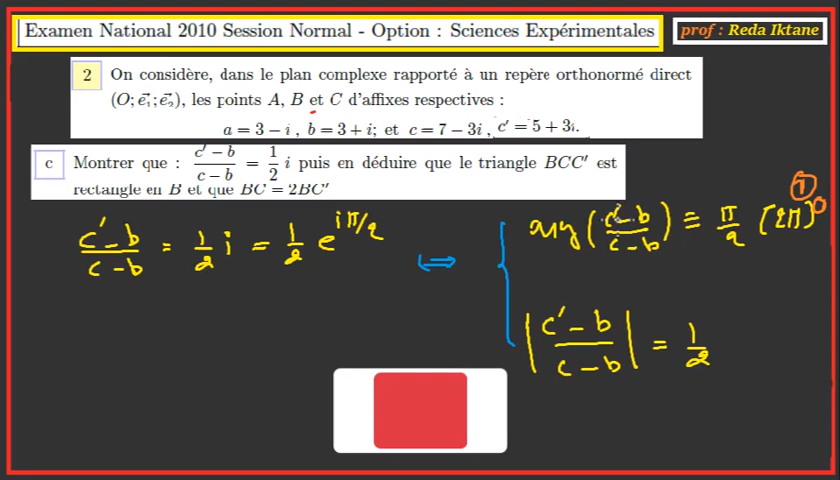 Examen National 2010 Session Normal - Option : Sciences Expérimentales
prof : Reda Iktane
2 On considère, dans le plan complexe rapporté à un repère orthonormé direct
(O; e₁⃗; e₂⃗), les points A, B et C d'affixes respectives :
a = 3 − i , b = 3 + i; et c = 7 − 3i , c' = 5 + 3i.
c Montrer que : (c' − b)/(c − b) = 1/2 i puis en déduire que le triangle BCC' est
rectangle en B et que BC = 2BC'
(c' − b)/(c − b) = 1/2 i = 1/2 e^(iπ/2) ⇔ { arg((c' − b)/(c − b)) ≡ π/2 [2π] ①
|(c' − b)/(c − b)| = 1/2